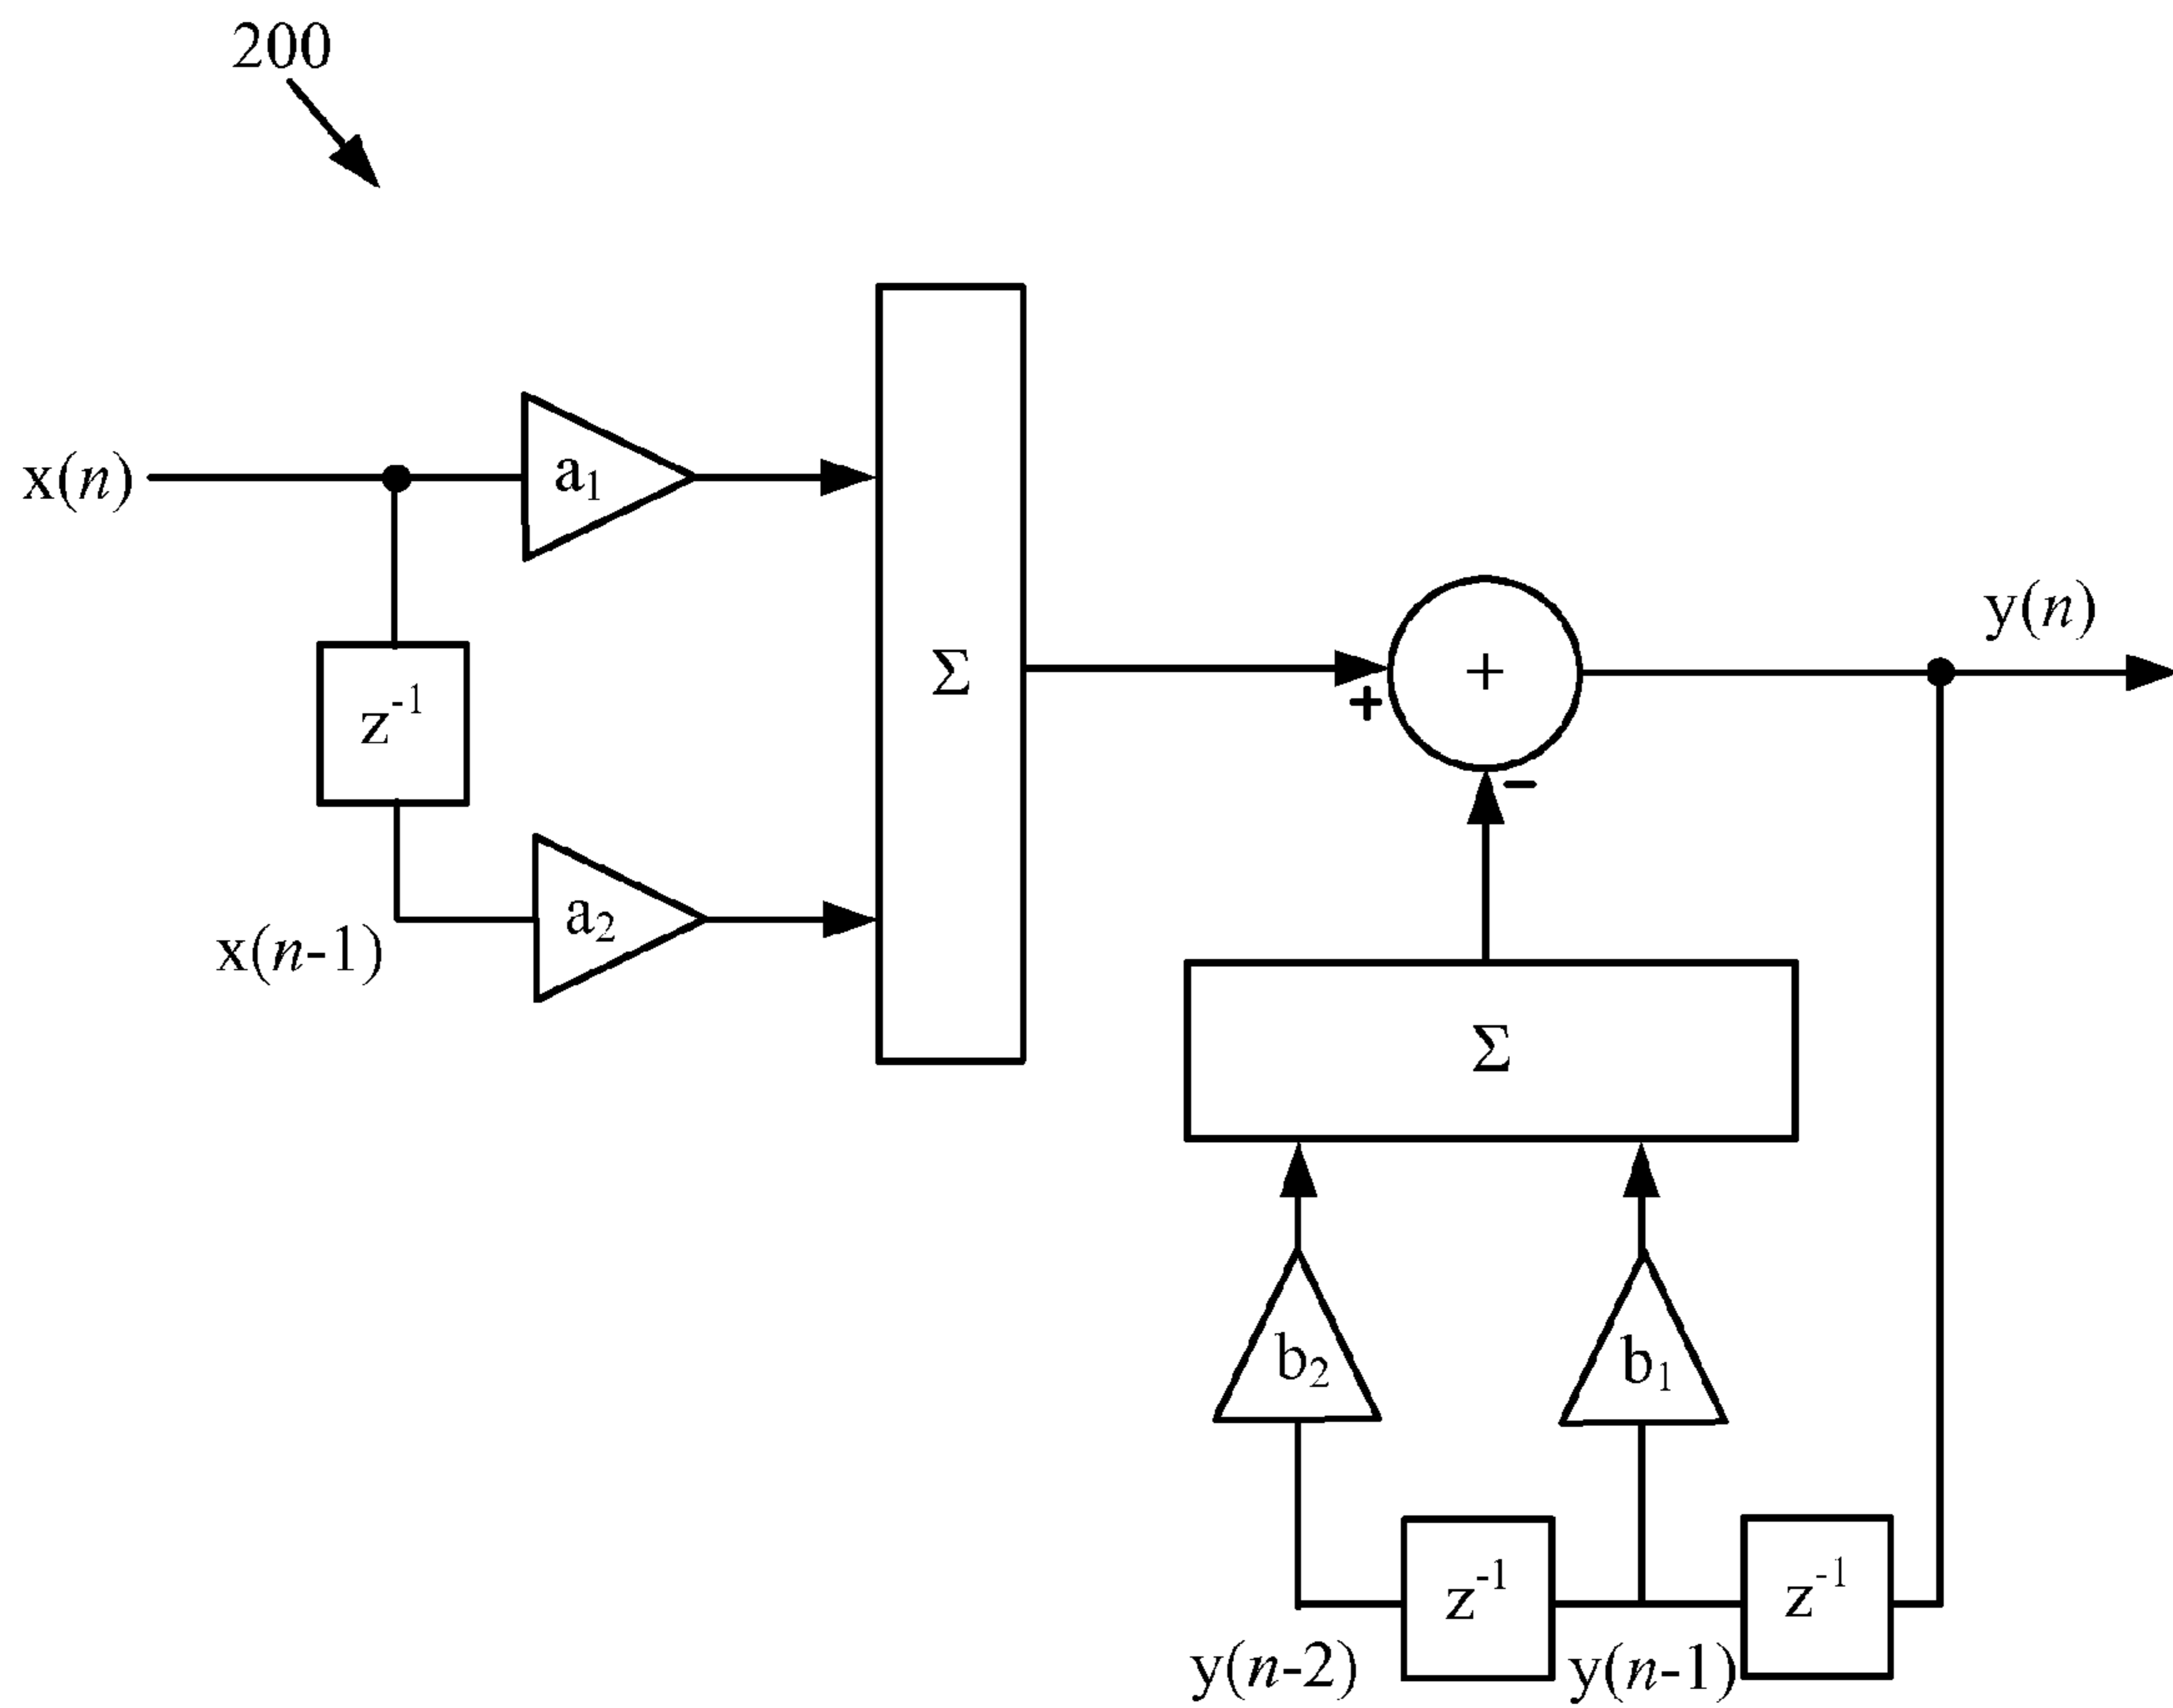 200
x(n)
a₁
z⁻¹
x(n-1)
a₂
Σ
+
+
−
y(n)
Σ
b₂
b₁
z⁻¹
z⁻¹
y(n-2)
y(n-1)